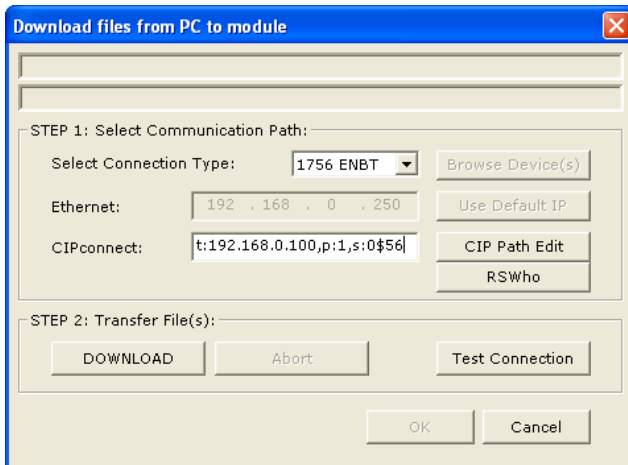 Download files from PC to module
STEP 1: Select Communication Path:
Select Connection Type: 1756 ENBT Browse Device(s)
Ethernet: 192 . 168 . 0 . 250 Use Default IP
CIPconnect: t:192.168.0.100,p:1,s:0$56 CIP Path Edit
RSWho
STEP 2: Transfer File(s):
DOWNLOAD Abort Test Connection
OK Cancel